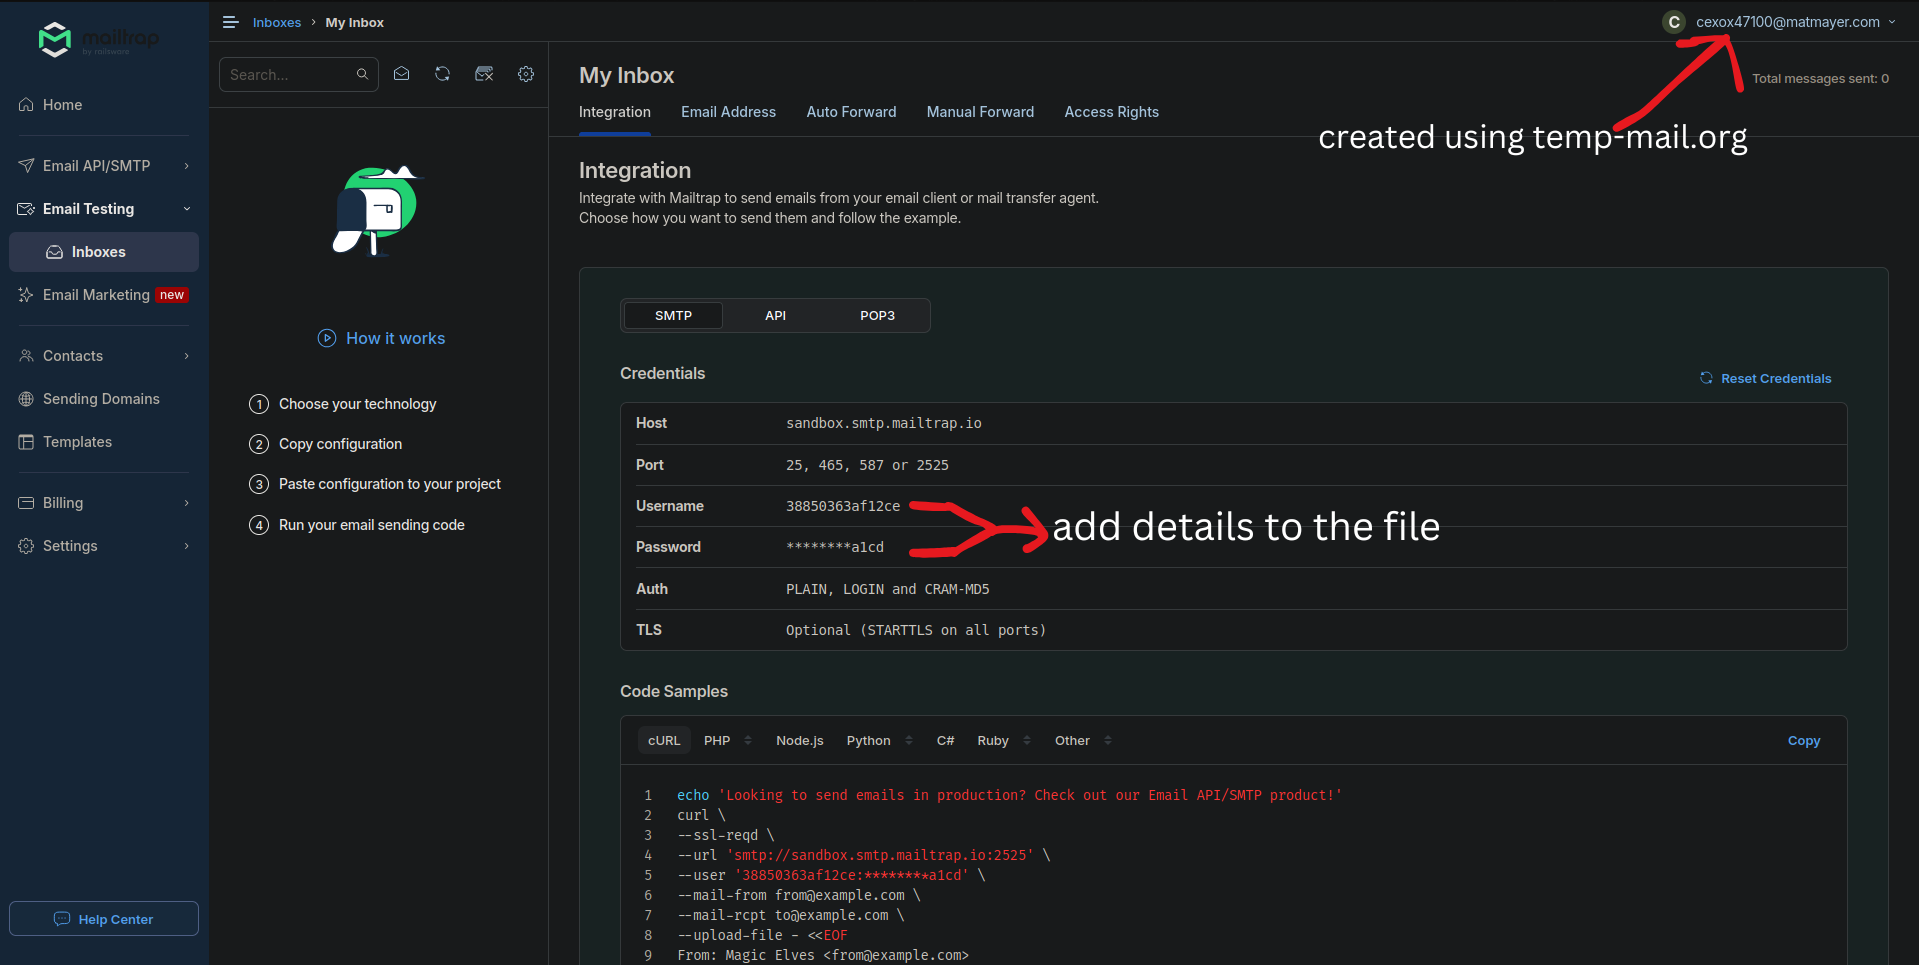 mailtrap
by railsware
Home
Email API/SMTP
Email Testing
Inboxes
Email Marketing new
Contacts
Sending Domains
Templates
Billing
Settings
Help Center
Inboxes › My Inbox
C cexox47100@matmayer.com
Search...
How it works
1 Choose your technology
2 Copy configuration
3 Paste configuration to your project
4 Run your email sending code
My Inbox
Total messages sent: 0
Integration Email Address Auto Forward Manual Forward Access Rights
created using temp-mail.org
Integration
Integrate with Mailtrap to send emails from your email client or mail transfer agent.
Choose how you want to send them and follow the example.
SMTP API POP3
Credentials
Reset Credentials
Host sandbox.smtp.mailtrap.io
Port 25, 465, 587 or 2525
Username 38850363af12ce
add details to the file
Password ********a1cd
Auth PLAIN, LOGIN and CRAM-MD5
TLS Optional (STARTTLS on all ports)
Code Samples
cURL PHP Node.js Python C# Ruby Other Copy
1 echo 'Looking to send emails in production? Check out our Email API/SMTP product!'
2 curl \
3 --ssl-reqd \
4 --url 'smtp://sandbox.smtp.mailtrap.io:2525' \
5 --user '38850363af12ce:********a1cd' \
6 --mail-from from@example.com \
7 --mail-rcpt to@example.com \
8 --upload-file - <<EOF
9 From: Magic Elves <from@example.com>